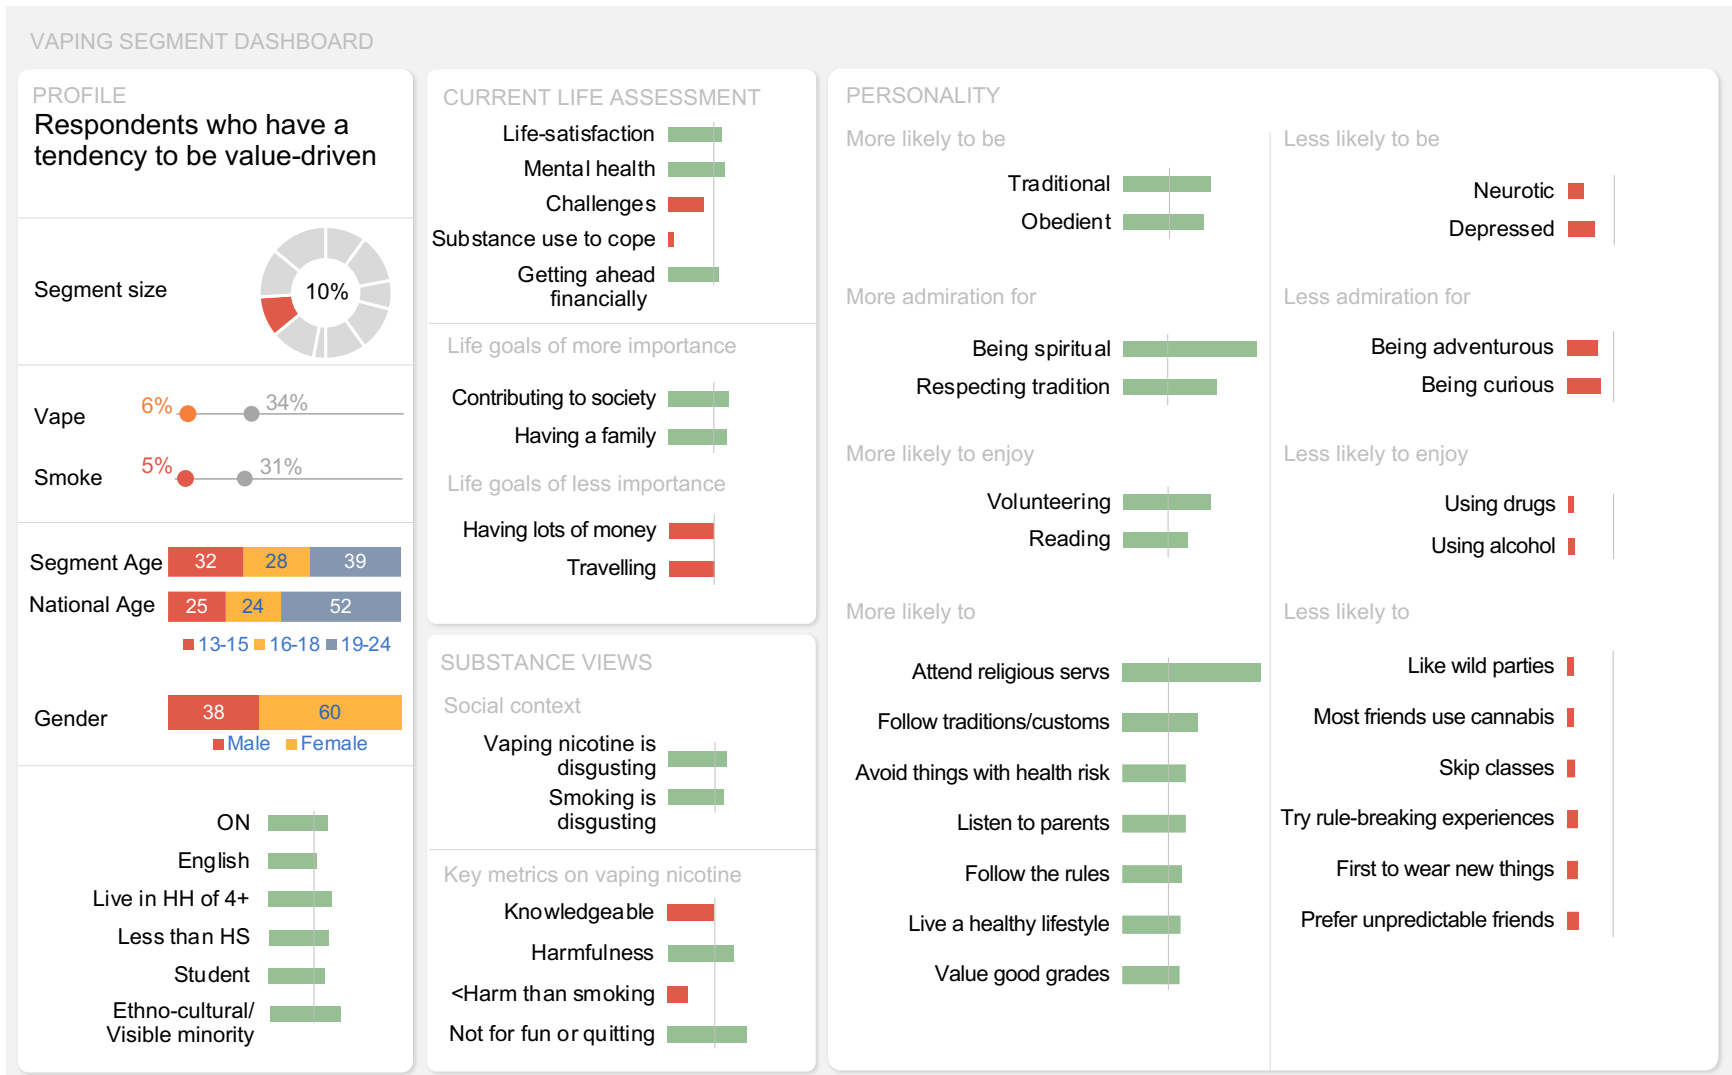 VAPING SEGMENT DASHBOARD
PROFILE
Respondents who have a
tendency to be value-driven
Segment size
10%
Vape
6%
34%
Smoke
5%
31%
Segment Age
32
28
39
National Age
25
24
52
13-15
16-18
19-24
Gender
38
60
Male
Female
ON
English
Live in HH of 4+
Less than HS
Student
Ethno-cultural/
Visible minority
CURRENT LIFE ASSESSMENT
Life-satisfaction
Mental health
Challenges
Substance use to cope
Getting ahead
financially
Life goals of more importance
Contributing to society
Having a family
Life goals of less importance
Having lots of money
Travelling
SUBSTANCE VIEWS
Social context
Vaping nicotine is
disgusting
Smoking is
disgusting
Key metrics on vaping nicotine
Knowledgeable
Harmfulness
<Harm than smoking
Not for fun or quitting
PERSONALITY
More likely to be
Traditional
Obedient
Less likely to be
Neurotic
Depressed
More admiration for
Being spiritual
Respecting tradition
Less admiration for
Being adventurous
Being curious
More likely to enjoy
Volunteering
Reading
Less likely to enjoy
Using drugs
Using alcohol
More likely to
Attend religious servs
Follow traditions/customs
Avoid things with health risk
Listen to parents
Follow the rules
Live a healthy lifestyle
Value good grades
Less likely to
Like wild parties
Most friends use cannabis
Skip classes
Try rule-breaking experiences
First to wear new things
Prefer unpredictable friends